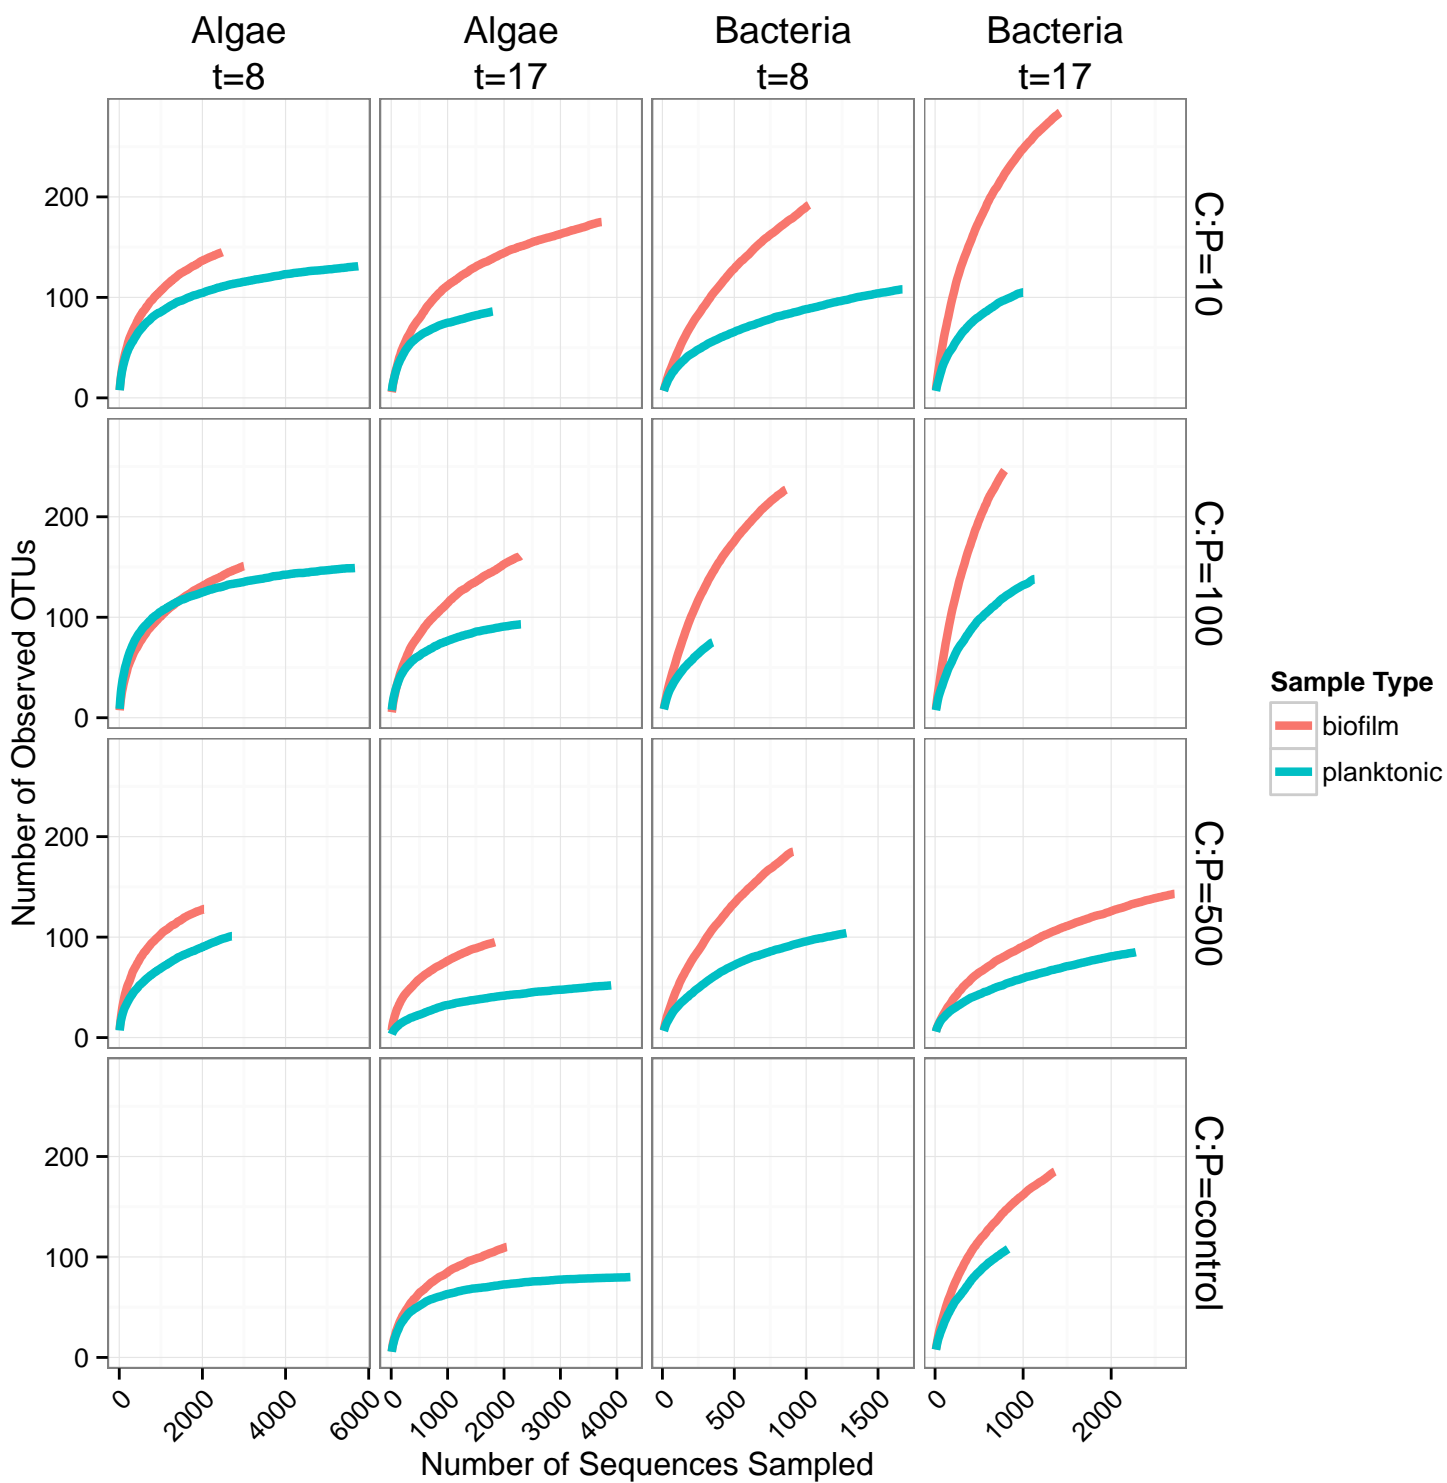 Algae
t=8
Algae
t=17
Bacteria
t=8
Bacteria
t=17
200
100
0
C:P=10
200
100
0
C:P=100
200
100
0
C:P=500
200
100
0
C:P=control
Number of Observed OTUs
0
2000
4000
6000
0
1000
2000
3000
4000
0
500
1000
1500
0
1000
2000
Number of Sequences Sampled
Sample Type
biofilm
planktonic